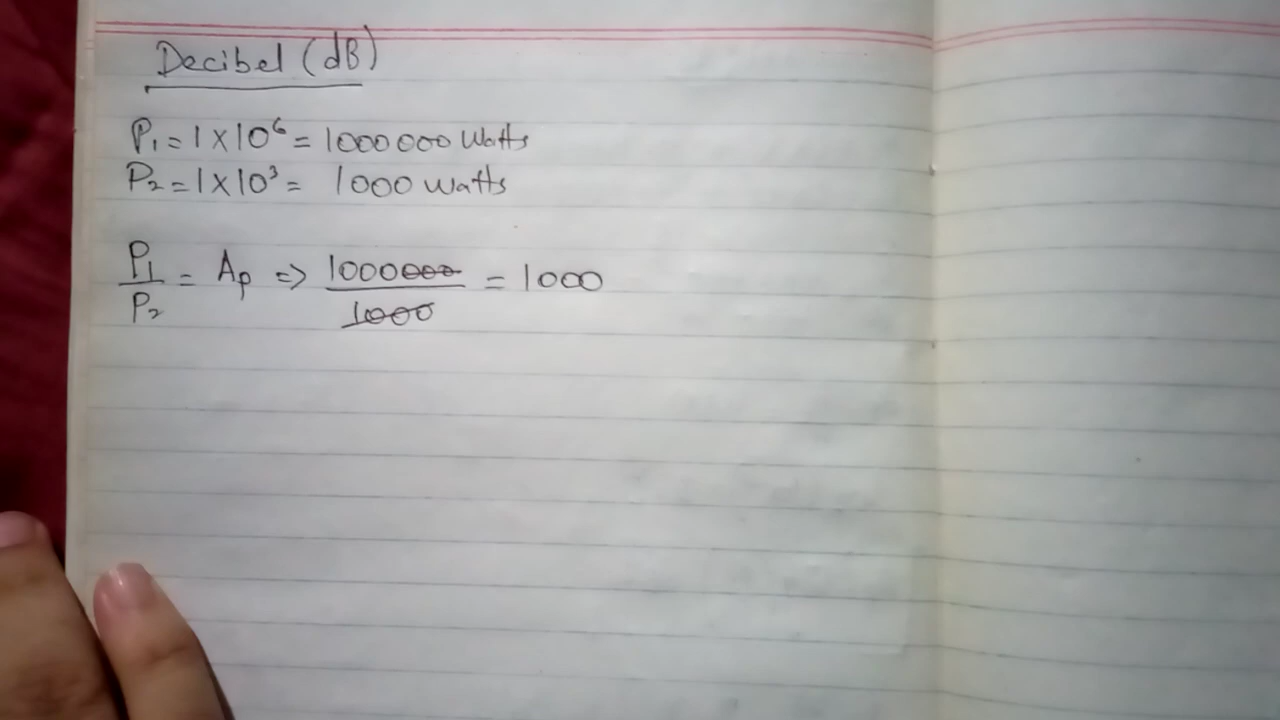 Decibel (dB)
P₁ = 1 X 10⁶ = 1000000 Watts
P₂ = 1 X 10³ = 1000 watts
P₁/P₂ = Ap => 1000000/1000 = 1000